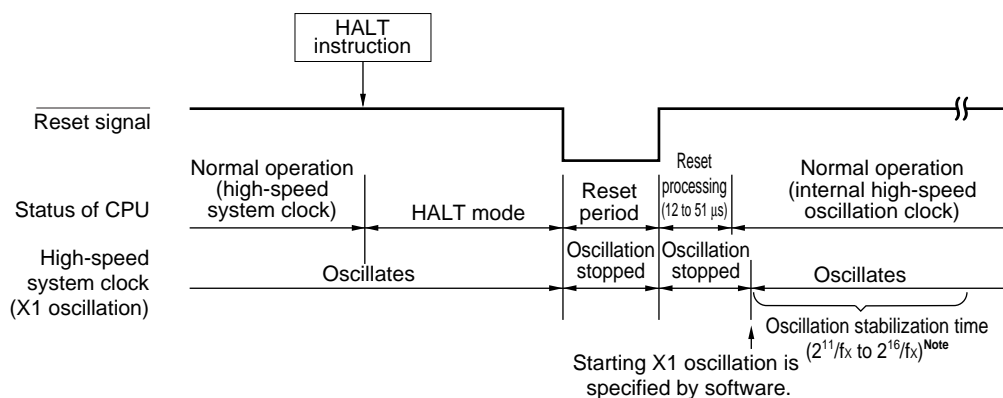 HALT
instruction
Reset signal
Normal operation
(high-speed
system clock)
HALT mode
Reset
period
Reset
processing
(12 to 51 μs)
Normal operation
(internal high-speed
oscillation clock)
Status of CPU
High-speed
system clock
(X1 oscillation)
Oscillates
Oscillation
stopped
Oscillation
stopped
Oscillates
Oscillation stabilization time
(2¹¹/fX to 2¹⁶/fX)Note
Starting X1 oscillation is
specified by software.